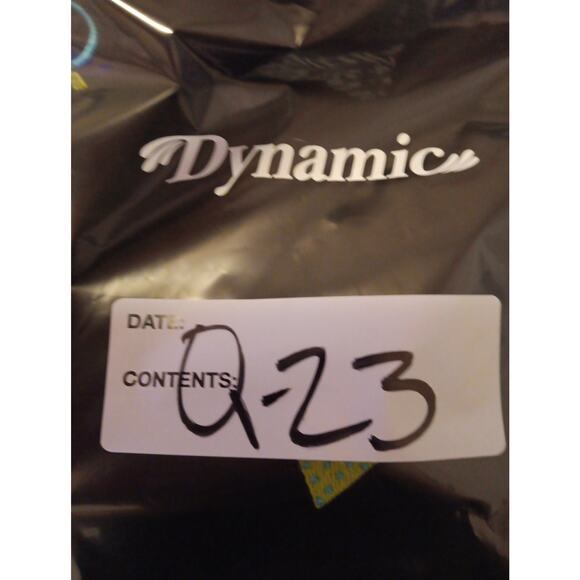 Dynamic
DATE:
CONTENTS:
Q-23